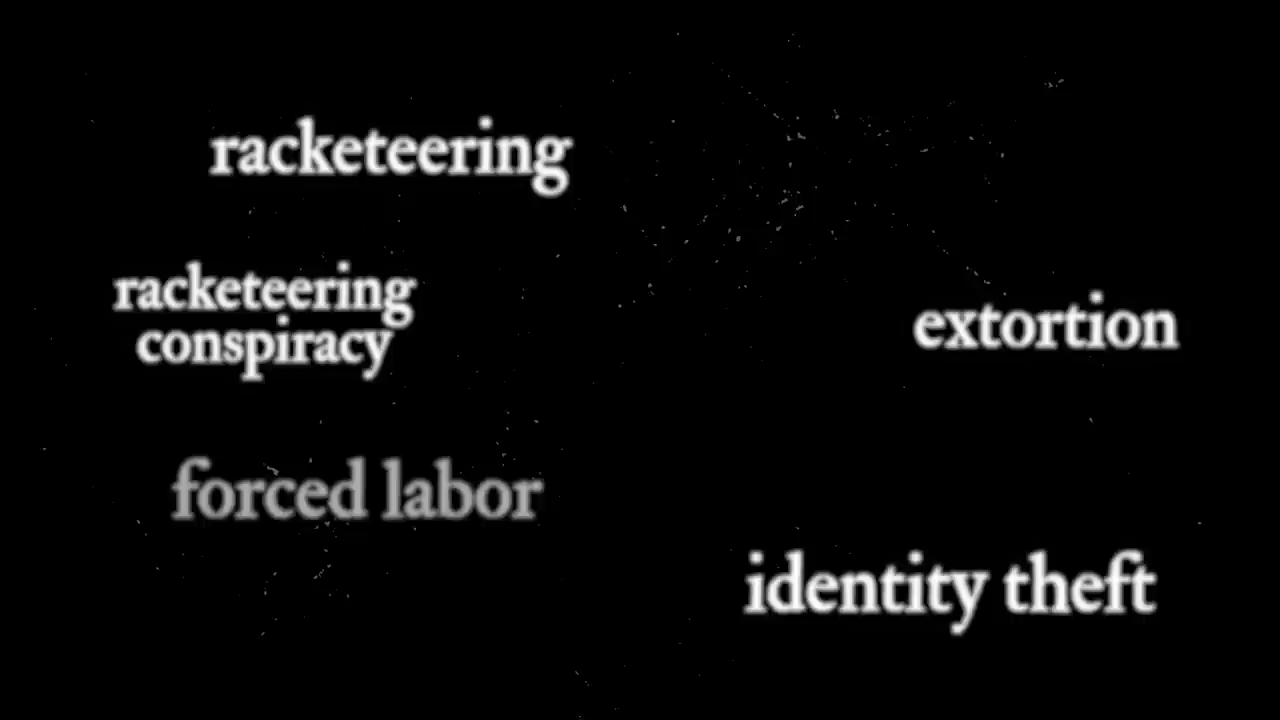 racketeering
racketeering
conspiracy
extortion
forced labor
identity theft